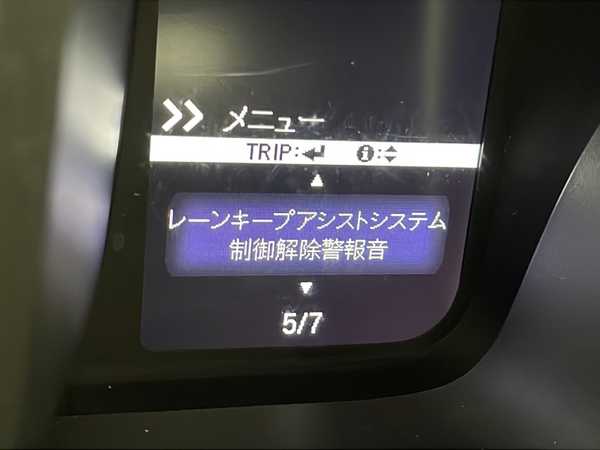 >> メニュー
TRIP:↵ i:◆
▲
レーンキープアシストシステム
制御解除警報音
▼
5/7